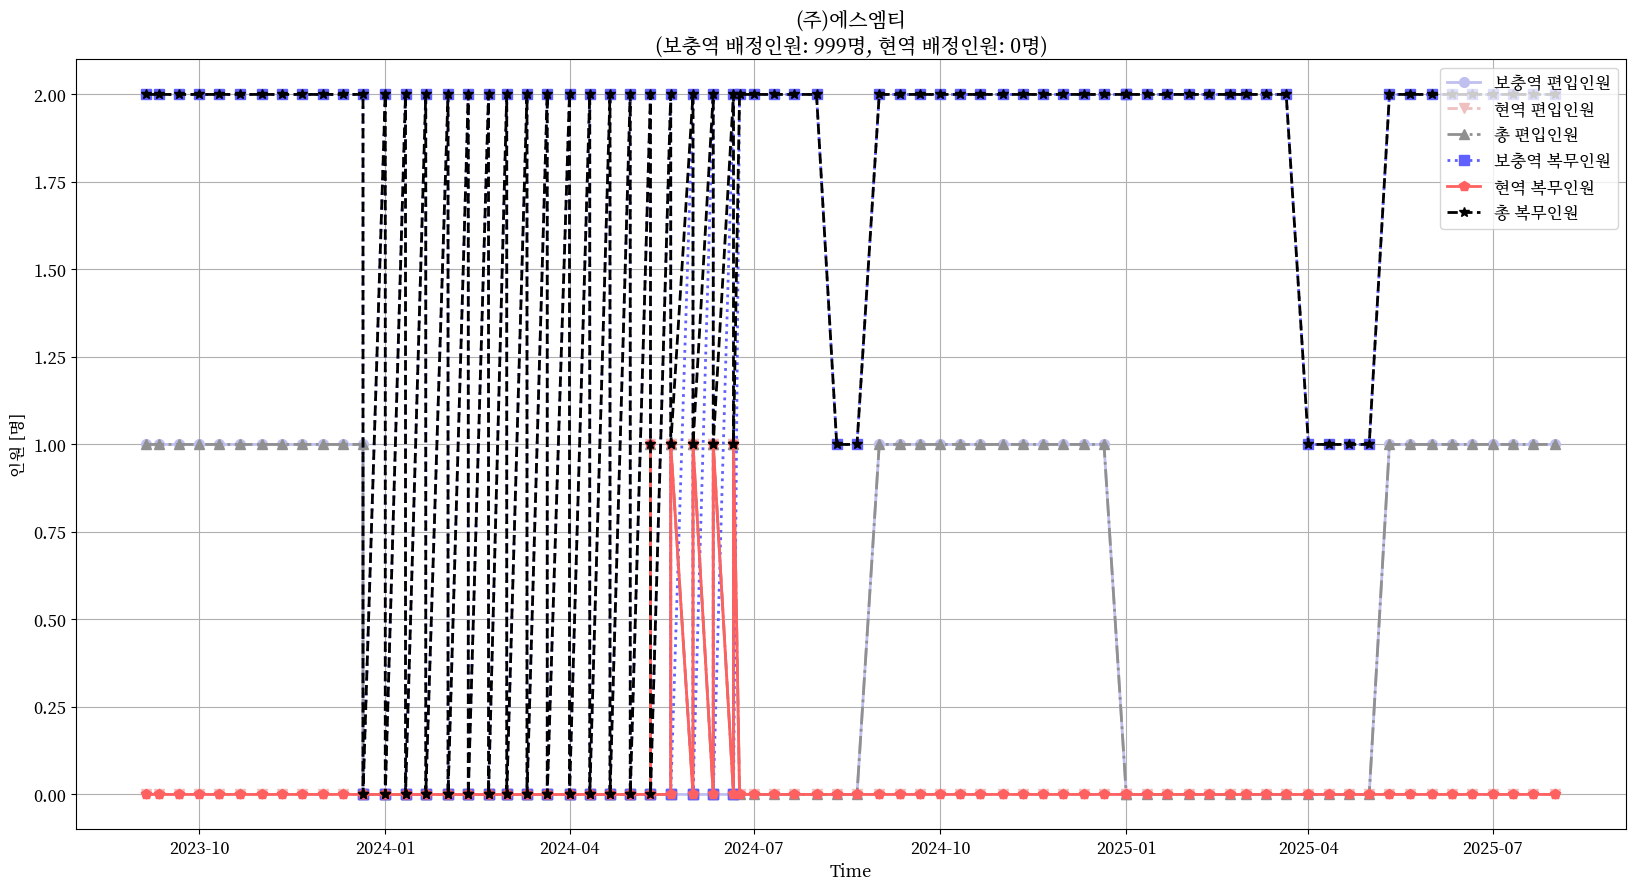 (주)에스엠티
(보충역 배정인원: 999명, 현역 배정인원: 0명)
보충역 편입인원
현역 편입인원
총 편입인원
보충역 복무인원
현역 복무인원
총 복무인원
인원 [명]
2.00
1.75
1.50
1.25
1.00
0.75
0.50
0.25
0.00
2023-10 2024-01 2024-04 2024-07 2024-10 2025-01 2025-04 2025-07
Time